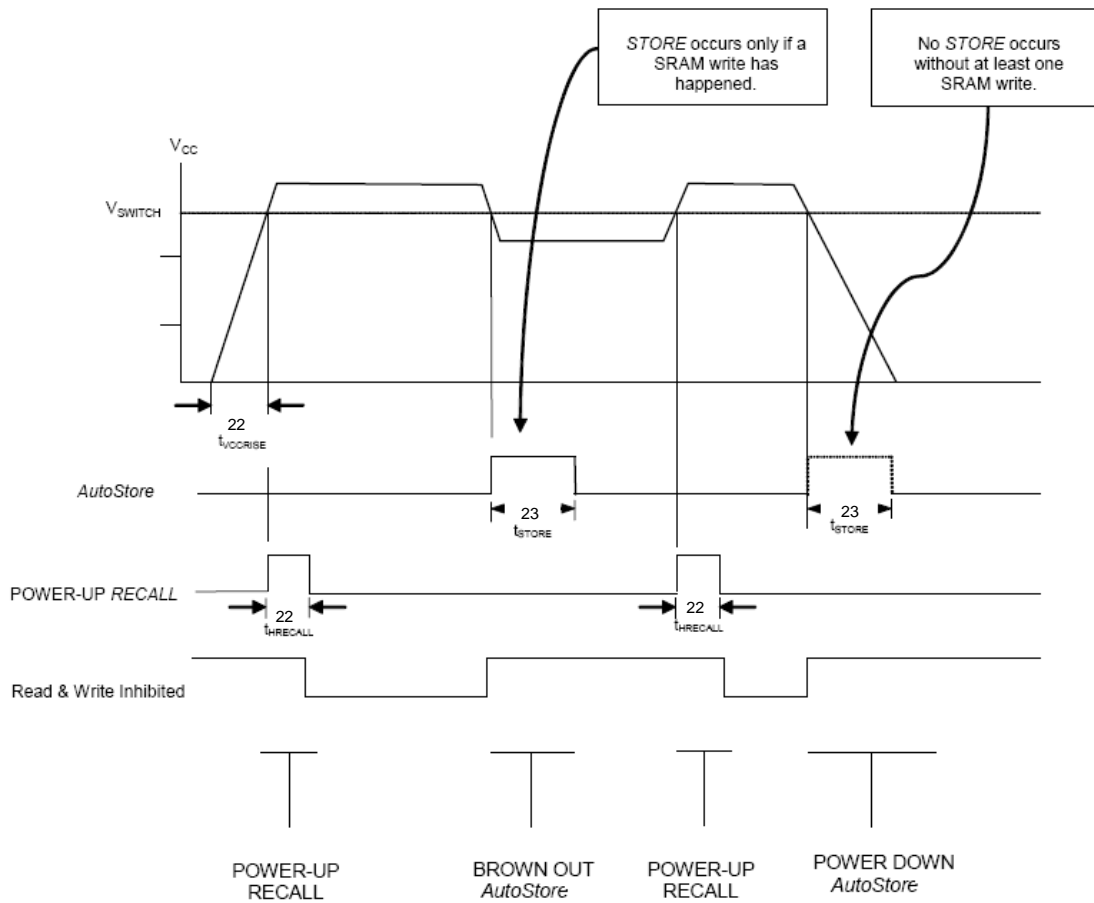 STORE occurs only if a
SRAM write has
happened.
No STORE occurs
without at least one
SRAM write.
VCC
VSWITCH
22
tVCCRISE
AutoStore
23
tSTORE
23
tSTORE
POWER-UP RECALL
22
tHRECALL
22
tHRECALL
Read & Write Inhibited
POWER-UP
RECALL
BROWN OUT
AutoStore
POWER-UP
RECALL
POWER DOWN
AutoStore